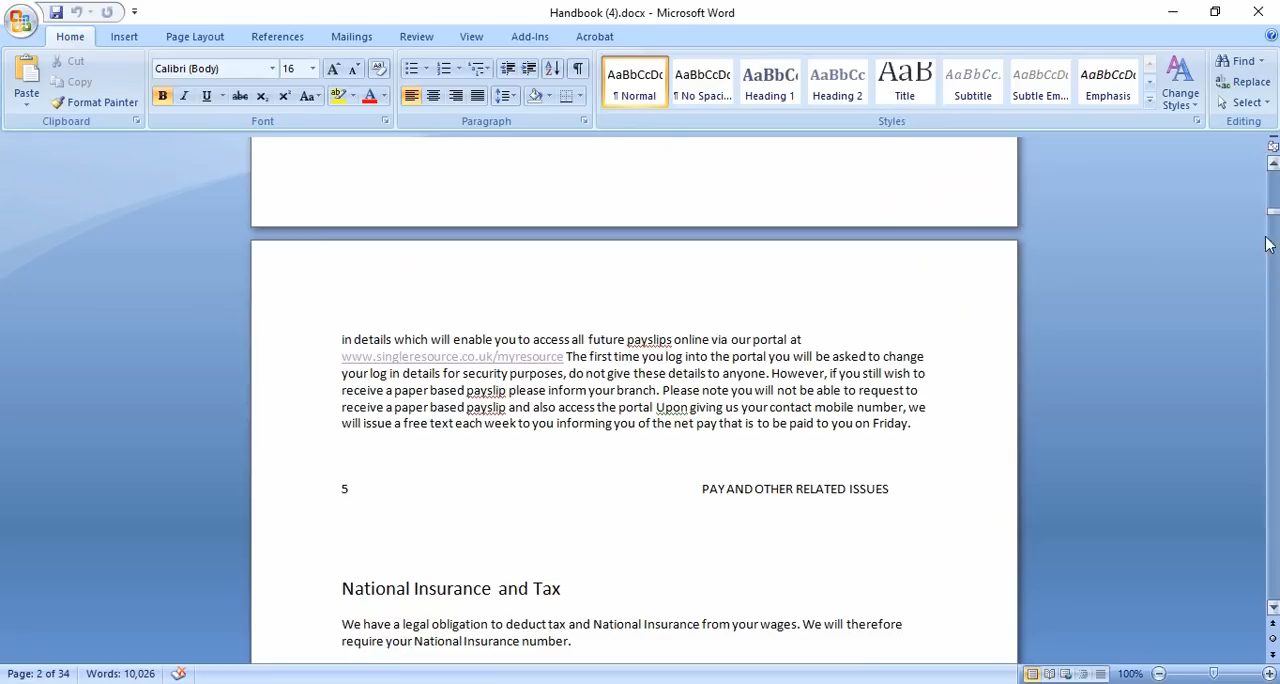 Handbook (4).docx - Microsoft Word
Home Insert Page Layout References Mailings Review View Add-Ins Acrobat
Paste
Cut
Copy
Format Painter
Clipboard
Calibri (Body) 16
Font
Paragraph
AaBbCcDc AaBbCcDc AaBbCc AaBbCc AaB AaBbCc. AaBbCcDc AaBbCcDc
¶ Normal ¶ No Spaci... Heading 1 Heading 2 Title Subtitle Subtle Em... Emphasis
Change Styles
Styles
Find
Replace
Select
Editing
in details which will enable you to access all future payslips online via our portal at
www.singleresource.co.uk/myresource The first time you log into the portal you will be asked to change
your log in details for security purposes, do not give these details to anyone. However, if you still wish to
receive a paper based payslip please inform your branch. Please note you will not be able to request to
receive a paper based payslip and also access the portal Upon giving us your contact mobile number, we
will issue a free text each week to you informing you of the net pay that is to be paid to you on Friday.
5 PAY AND OTHER RELATED ISSUES
National Insurance and Tax
We have a legal obligation to deduct tax and National Insurance from your wages. We will therefore
require your National Insurance number.
Page: 2 of 34 Words: 10,026 100%